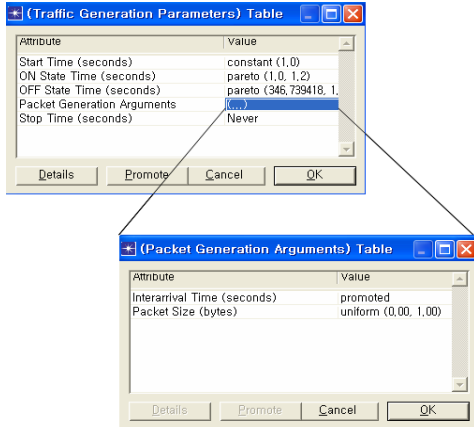 (Traffic Generation Parameters) Table
Attribute Value
Start Time (seconds) constant (1,0)
ON State Time (seconds) pareto (1,0, 1,2)
OFF State Time (seconds) pareto (346,739418, 1,
Packet Generation Arguments (...)
Stop Time (seconds) Never
Details Promote Cancel OK
(Packet Generation Arguments) Table
Attribute Value
Interarrival Time (seconds) promoted
Packet Size (bytes) uniform (0,00, 1,00)
Details Promote Cancel OK